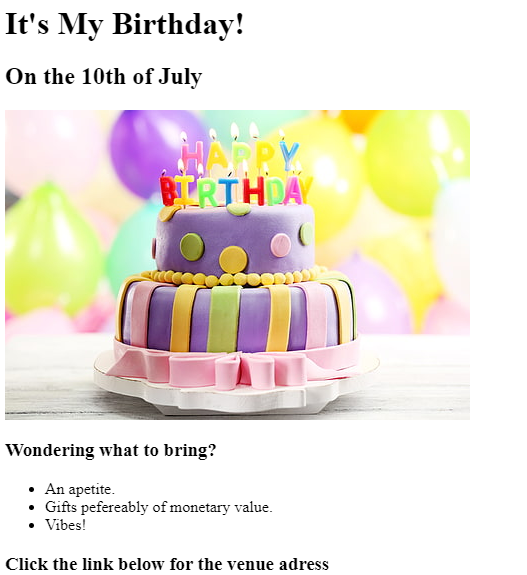 It's My Birthday!
On the 10th of July
HAPPY
BIRTHDAY
Wondering what to bring?
An apetite.
Gifts pefereably of monetary value.
Vibes!
Click the link below for the venue adress